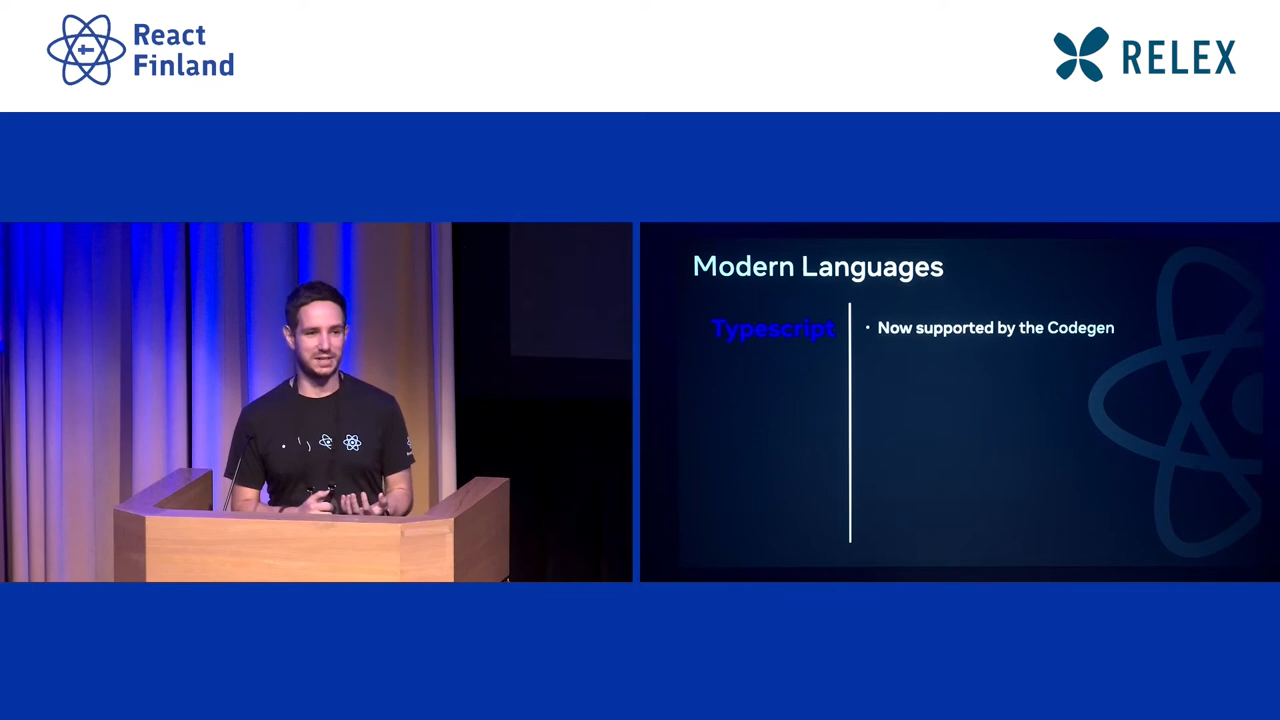 React
Finland
RELEX
Modern Languages
Typescript
• Now supported by the Codegen